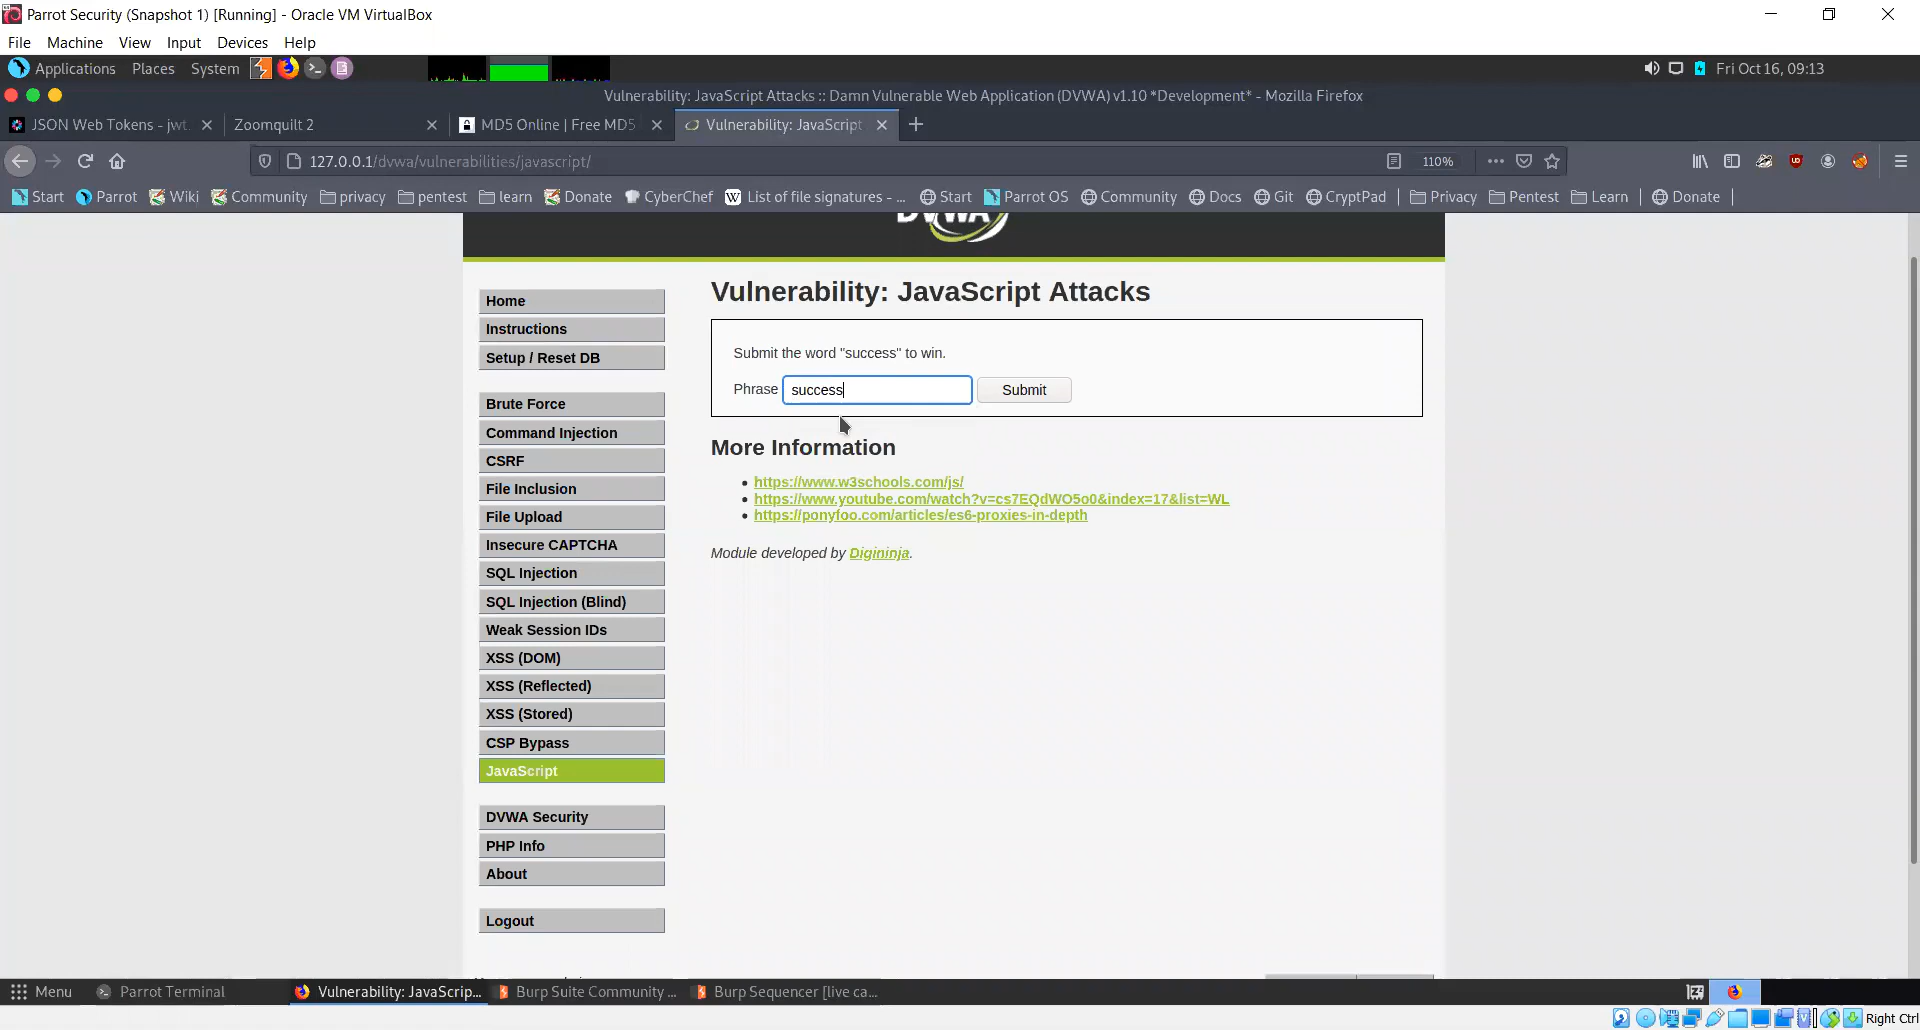 Parrot Security (Snapshot 1) [Running] - Oracle VM VirtualBox
File Machine View Input Devices Help
Applications Places System Fri Oct 16, 09:13
Vulnerability: JavaScript Attacks :: Damn Vulnerable Web Application (DVWA) v1.10 *Development* - Mozilla Firefox
JSON Web Tokens - jwt. Zoomquilt 2 MD5 Online | Free MD5 Vulnerability: JavaScript
127.0.0.1/dvwa/vulnerabilities/javascript/ 110%
Start Parrot Wiki Community privacy pentest learn Donate CyberChef List of file signatures - ... Start Parrot OS Community Docs Git CryptPad Privacy Pentest Learn Donate
DVWA
Vulnerability: JavaScript Attacks
Submit the word "success" to win.
Phrase success Submit
More Information
https://www.w3schools.com/js/
https://www.youtube.com/watch?v=cs7EQdWO5o0&index=17&list=WL
https://ponyfoo.com/articles/es6-proxies-in-depth
Module developed by Digininja.
Home
Instructions
Setup / Reset DB
Brute Force
Command Injection
CSRF
File Inclusion
File Upload
Insecure CAPTCHA
SQL Injection
SQL Injection (Blind)
Weak Session IDs
XSS (DOM)
XSS (Reflected)
XSS (Stored)
CSP Bypass
JavaScript
DVWA Security
PHP Info
About
Logout
Menu Parrot Terminal Vulnerability: JavaScrip... Burp Suite Community ... Burp Sequencer [live ca...
Right Ctrl